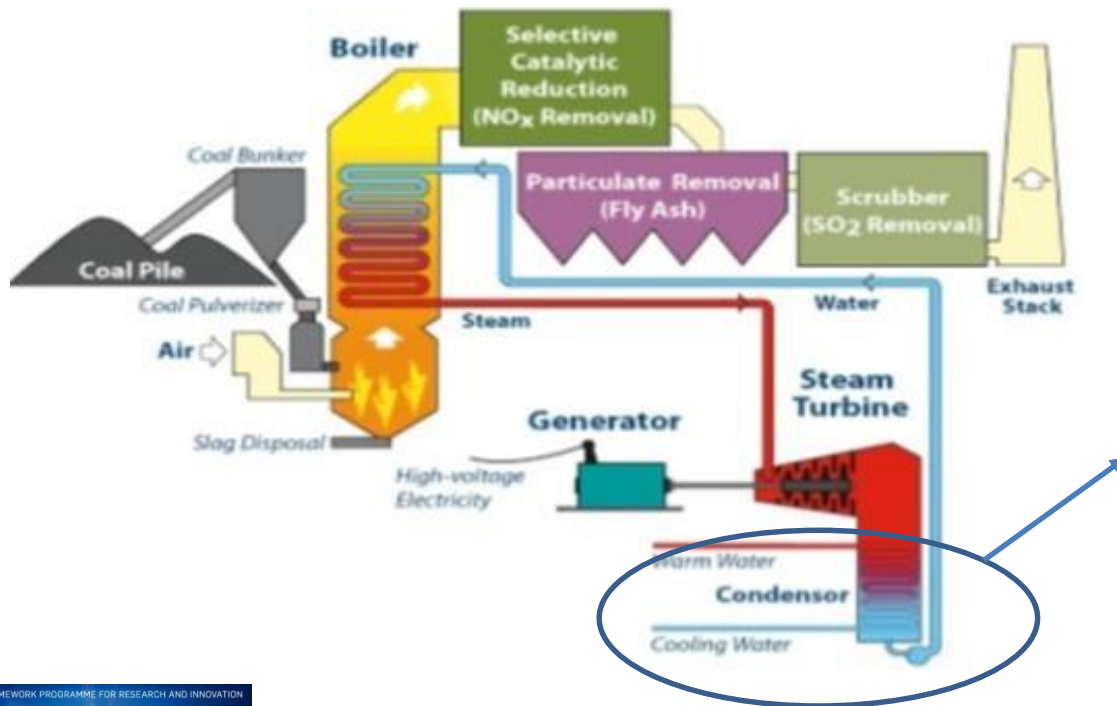 Boiler
Selective
Catalytic
Reduction
(NOx Removal)
Coal Bunker
Particulate Removal
(Fly Ash)
Scrubber
(SO2 Removal)
Coal Pile
Coal Pulverizer
Exhaust
Stack
Water
Steam
Air
Steam
Turbine
Generator
Slag Disposal
High-voltage
Electricity
Warm Water
Condensor
Cooling Water
PROGRAMME FOR RESEARCH AND INNOVATION